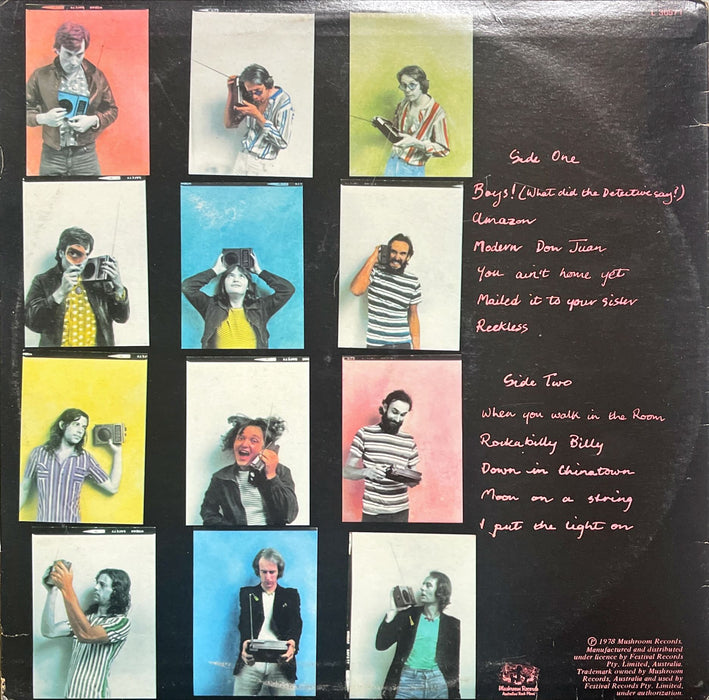 L 36571
Side One
Boys! (What did the Detective say?)
Amazon
Modern Don Juan
You ain't home yet
Mailed it to your sister
Reckless
Side Two
When you walk in the Room
Rockabilly Billy
Down in Chinatown
Moon on a string
I put the light on
Ⓟ 1978 Mushroom Records.
Manufactured and distributed
under licence by Festival Records
Pty. Limited, Australia.
Trademark owned by Mushroom
Records, Australia and used by
Festival Records Pty. Limited,
under authorization.
Mushroom Records